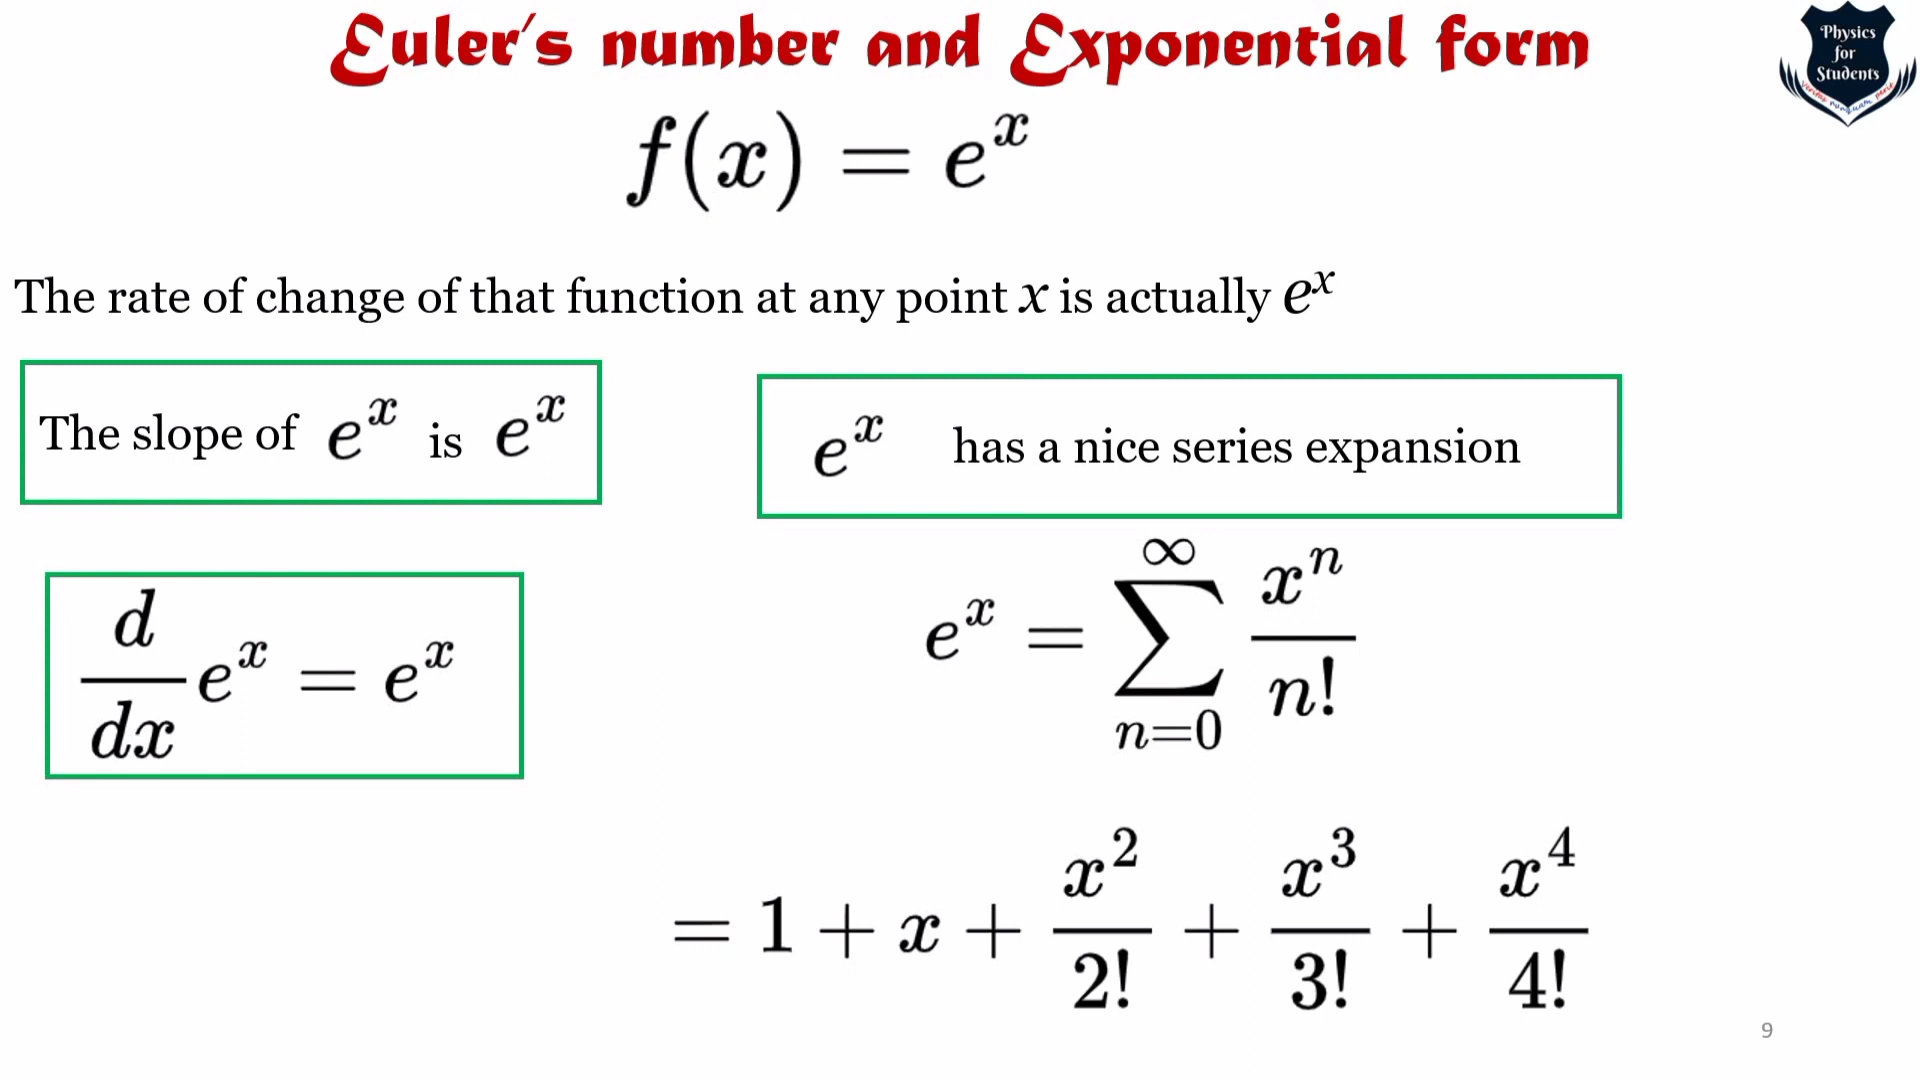 Euler's number and Exponential form
Physics
for
Students
f(x) = e^x
The rate of change of that function at any point x is actually e^x
The slope of e^x is e^x
e^x has a nice series expansion
d/dx e^x = e^x
e^x = ∑_{n=0}^{∞} x^n/n!
= 1 + x + x^2/2! + x^3/3! + x^4/4!
9